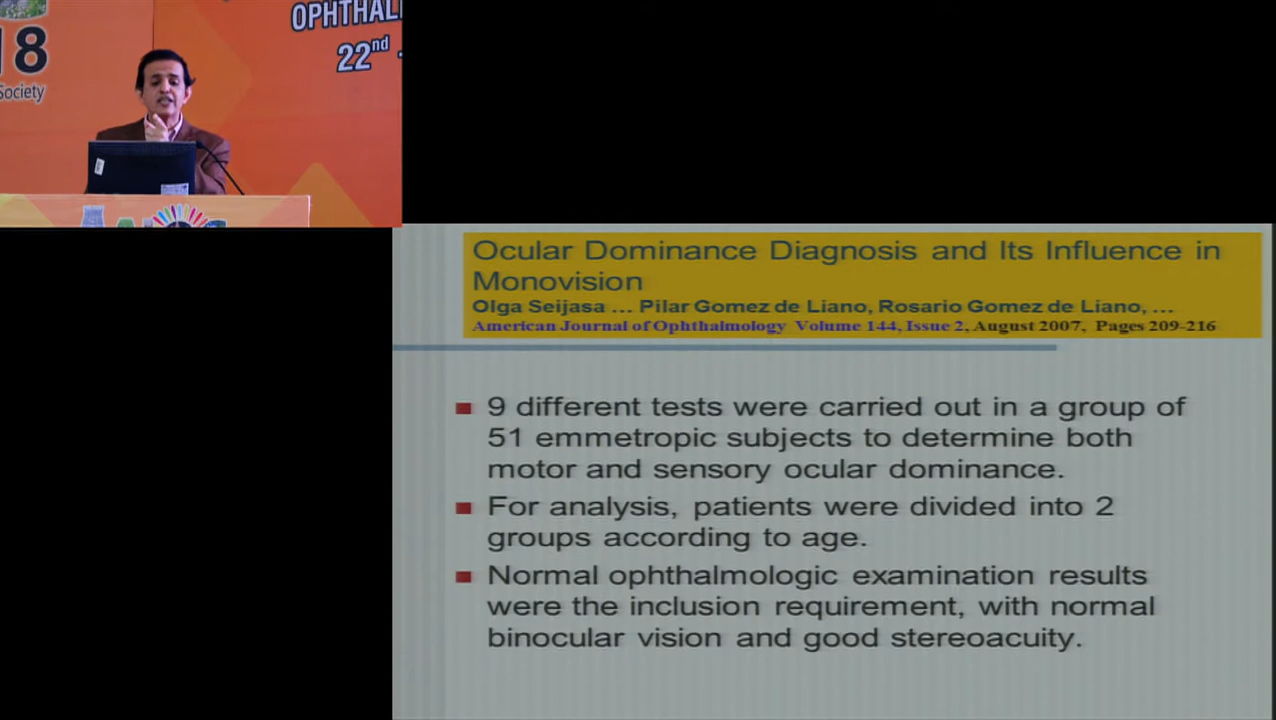 OPHTHAL
22nd -
18
Society
Ocular Dominance Diagnosis and Its Influence in
Monovision
Olga Seijasa ... Pilar Gomez de Liano, Rosario Gomez de Liano, ...
American Journal of Ophthalmology Volume 144, Issue 2, August 2007, Pages 209-216
9 different tests were carried out in a group of
51 emmetropic subjects to determine both
motor and sensory ocular dominance.
For analysis, patients were divided into 2
groups according to age.
Normal ophthalmologic examination results
were the inclusion requirement, with normal
binocular vision and good stereoacuity.